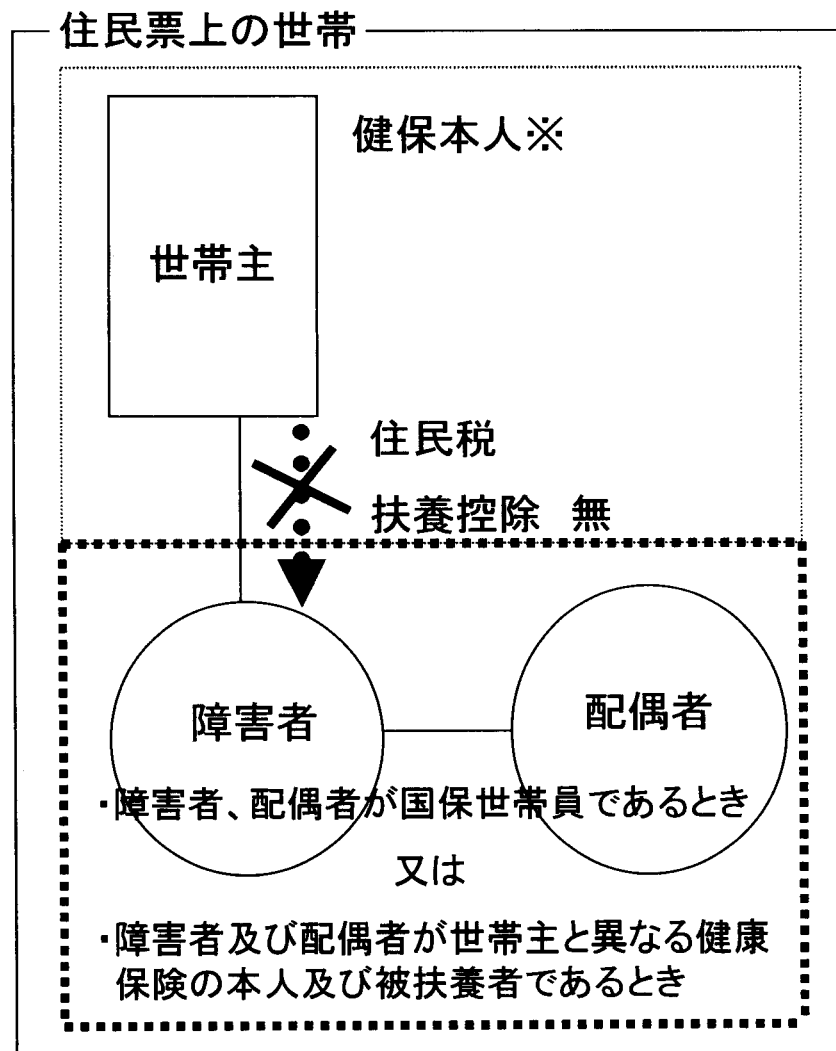 住民票上の世帯
健保本人※
世帯主
住民税
扶養控除 無
障害者
配偶者
・障害者、配偶者が国保世帯員であるとき
又は
・障害者及び配偶者が世帯主と異なる健康
保険の本人及び被扶養者であるとき